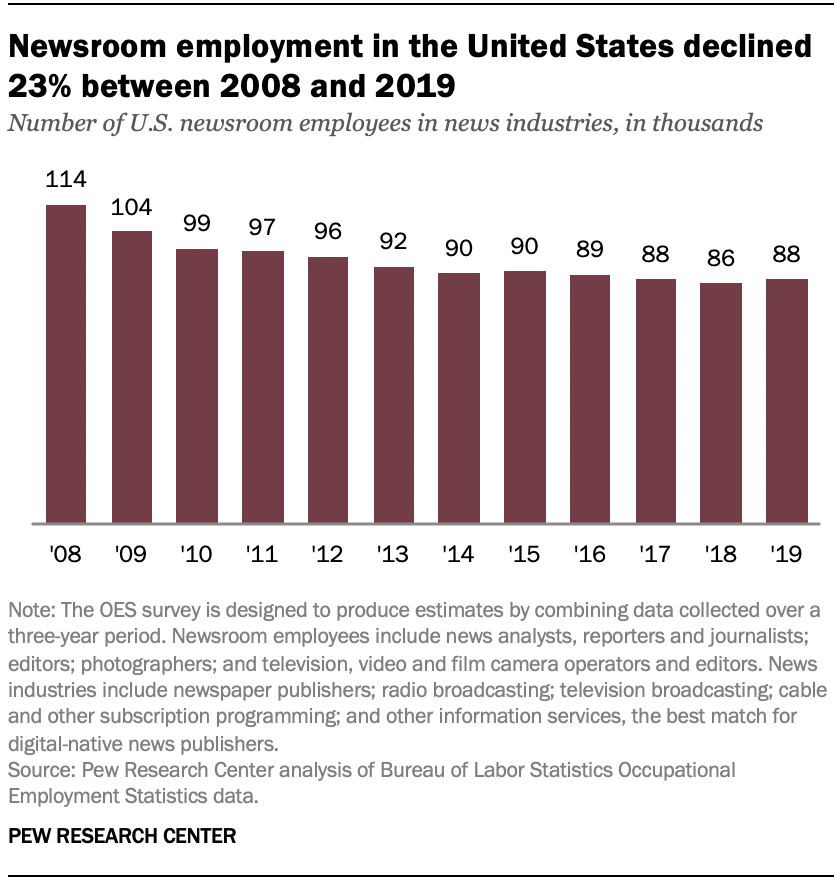 Newsroom employment in the United States declined
23% between 2008 and 2019
Number of U.S. newsroom employees in news industries, in thousands
114 104 99 97 96 92 90 90 89 88 86 88
'08 '09 '10 '11 '12 '13 '14 '15 '16 '17 '18 '19
Note: The OES survey is designed to produce estimates by combining data collected over a
three-year period. Newsroom employees include news analysts, reporters and journalists;
editors; photographers; and television, video and film camera operators and editors. News
industries include newspaper publishers; radio broadcasting; television broadcasting; cable
and other subscription programming; and other information services, the best match for
digital-native news publishers.
Source: Pew Research Center analysis of Bureau of Labor Statistics Occupational
Employment Statistics data.
PEW RESEARCH CENTER